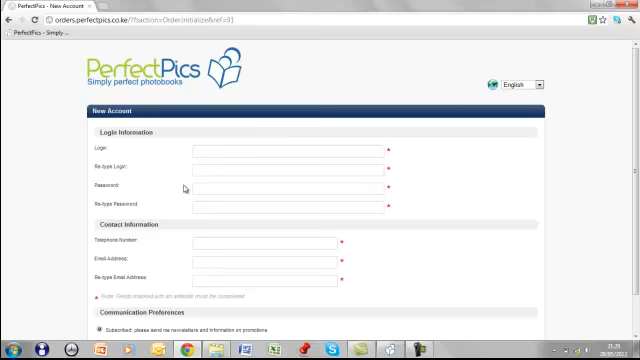 PerfectPics - New Account
orders.perfectpics.co.ke/?fsaction=Order.initialize&ref=91
PerfectPics - Simply ...
PerfectPics
Simply perfect photobooks
English
New Account
Login Information
Login:
Re-type Login:
Password:
Re-type Password:
Contact Information
Telephone Number:
Email Address:
Re-type Email Address:
* Note: Fields marked with an asterisk must be completed
Communication Preferences
Subscribed, please send me newsletters and information on promotions
21:29